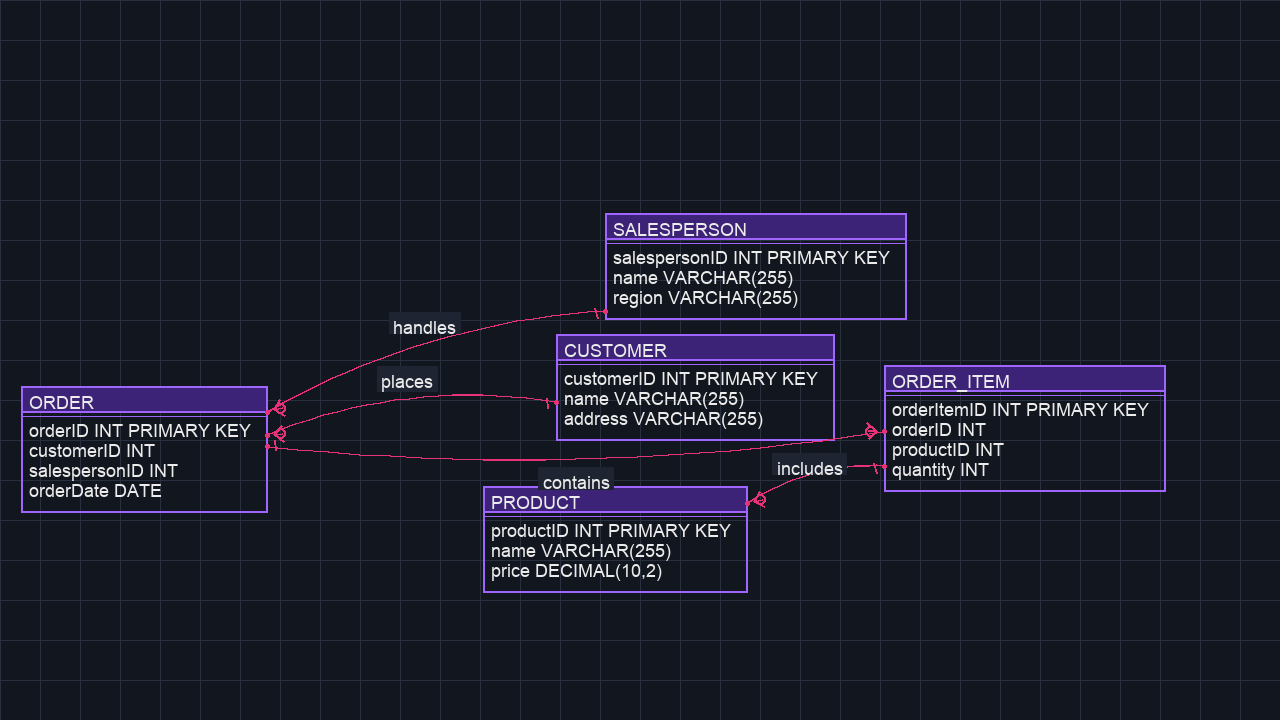 SALESPERSON
salespersonID INT PRIMARY KEY
name VARCHAR(255)
region VARCHAR(255)
handles
CUSTOMER
customerID INT PRIMARY KEY
name VARCHAR(255)
address VARCHAR(255)
places
ORDER
orderID INT PRIMARY KEY
customerID INT
salespersonID INT
orderDate DATE
ORDER_ITEM
orderItemID INT PRIMARY KEY
orderID INT
productID INT
quantity INT
includes
contains
PRODUCT
productID INT PRIMARY KEY
name VARCHAR(255)
price DECIMAL(10,2)